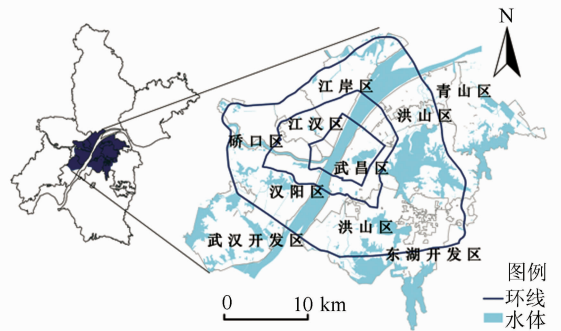 N
江岸区
青山区
江汉区
洪山区
硚口区
武昌区
汉阳区
洪山区
武汉开发区
东湖开发区
图例
环线
水体
0 10 km